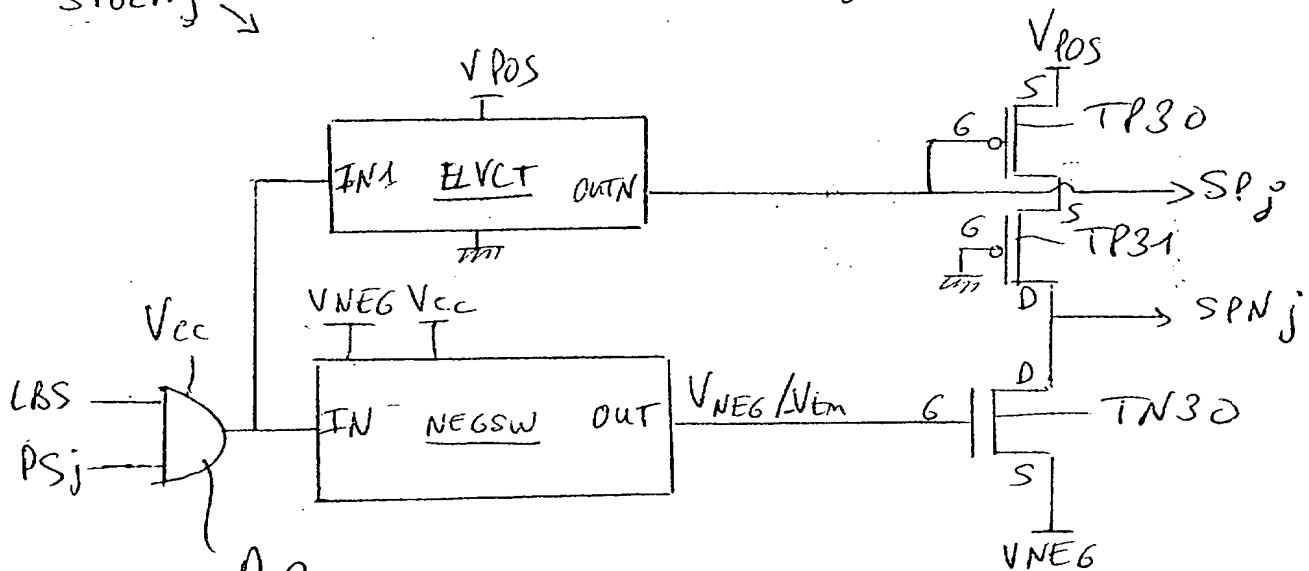 VPOS
VPOS
S
G
TP30
IN1 ELVCT OUTN
SPj
S
G
TP31
D
SPNj
VNEG Vcc
Vcc
LBS
PSj
IN NEGSW OUT
VNEG/Vtn
D
G
TN30
S
VNEG